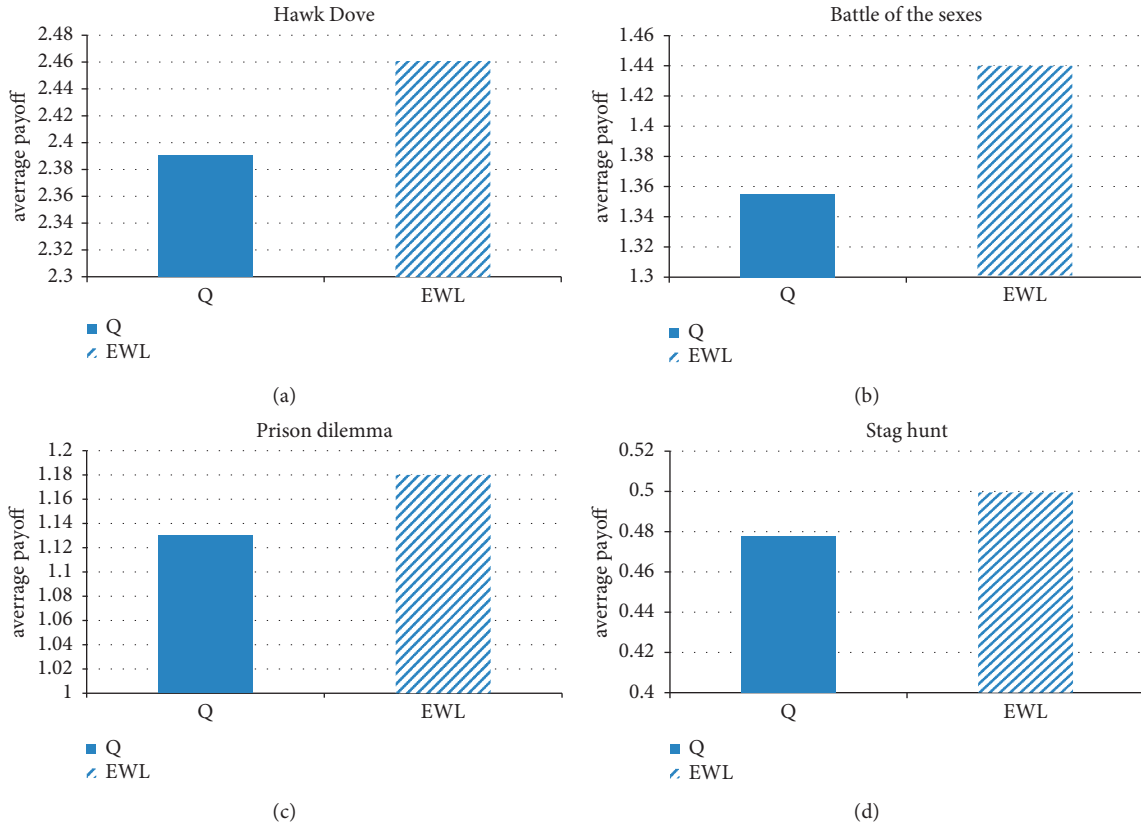 Hawk Dove
averrage payoff
2.48
2.46
2.44
2.42
2.4
2.38
2.36
2.34
2.32
2.3
Q
EWL
Q
EWL
(a)
Battle of the sexes
averrage payoff
1.46
1.44
1.42
1.4
1.38
1.36
1.34
1.32
1.3
Q
EWL
Q
EWL
(b)
Prison dilemma
averrage payoff
1.2
1.18
1.16
1.14
1.12
1.1
1.08
1.06
1.04
1.02
1
Q
EWL
Q
EWL
(c)
Stag hunt
averrage payoff
0.52
0.5
0.48
0.46
0.44
0.42
0.4
Q
EWL
Q
EWL
(d)